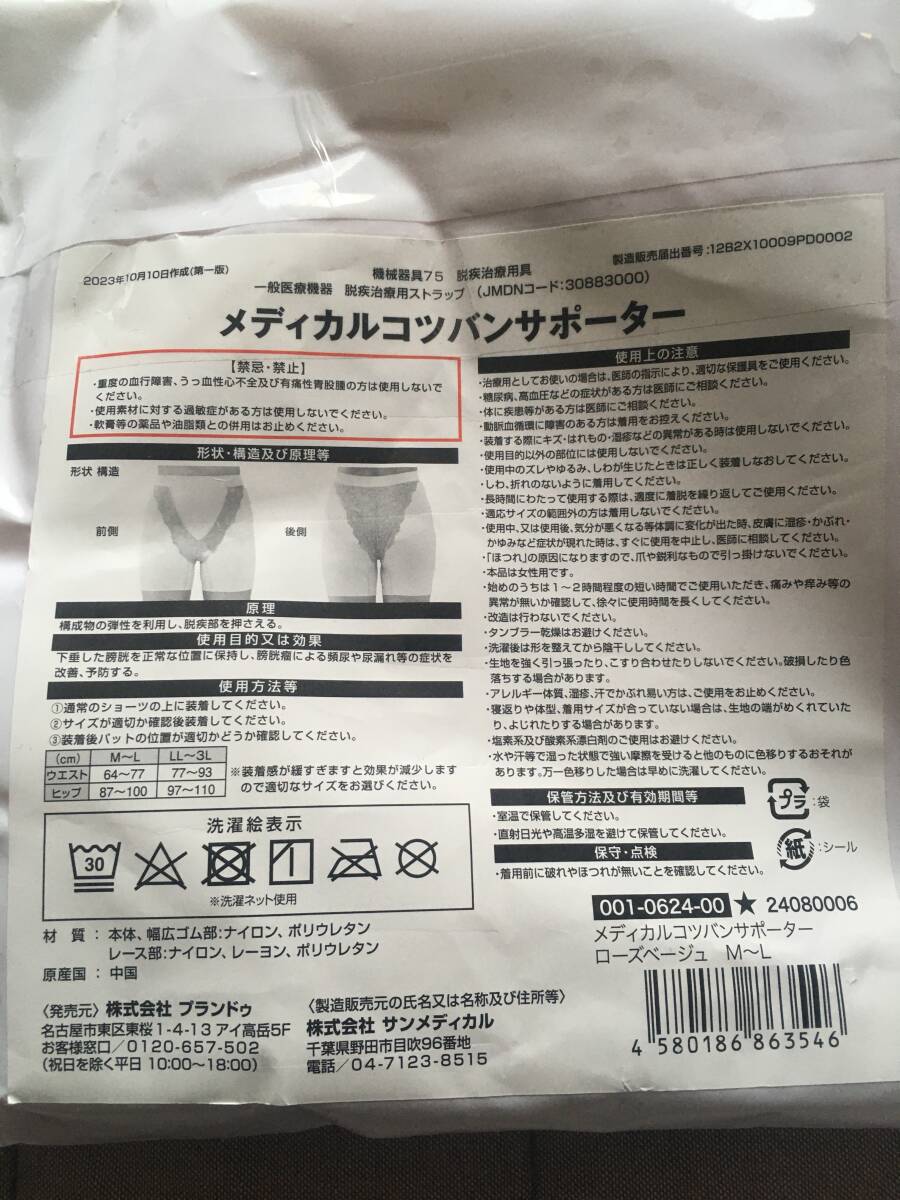 2023年10月10日作成(第一版)
機械器具75 脱疾治療用具
製造販売届出番号:12B2X10009PD0002
一般医療機器 脱疾治療用ストラップ (JMDNコード:30883000)
メディカルコツバンサポーター
【禁忌・禁止】
・重度の血行障害、うっ血性心不全及び有痛性青股腫の方は使用しないで
ください。
・使用素材に対する過敏症がある方は使用しないでください。
・軟膏等の薬品や油脂類との併用はお止めください。
形状・構造及び原理等
形状 構造
前側
後側
原理
構成物の弾性を利用し、脱疾部を押さえる。
使用目的又は効果
下垂した膀胱を正常な位置に保持し、膀胱瘤による頻尿や尿漏れ等の症状を
改善、予防する。
使用方法等
①通常のショーツの上に装着してください。
②サイズが適切か確認後装着してください。
③装着後パットの位置が適切かどうか確認してください。
(cm) M〜L LL〜3L
ウエスト 64〜77 77〜93
ヒップ 87〜100 97〜110
※装着感が緩すぎますと効果が減少します
ので適切なサイズをお選びください。
洗濯絵表示
30
※洗濯ネット使用
材 質 : 本体、幅広ゴム部:ナイロン、ポリウレタン
レース部:ナイロン、レーヨン、ポリウレタン
原産国 : 中国
〈発売元〉株式会社 プランドゥ
名古屋市東区東桜1-4-13 アイ高岳5F
お客様窓口/0120-657-502
(祝日を除く平日 10:00〜18:00)
〈製造販売元の氏名又は名称及び住所等〉
株式会社 サンメディカル
千葉県野田市目吹96番地
電話/04-7123-8515
使用上の注意
・治療用としてお使いの場合は、医師の指示により、適切な保護具をご使用ください。
・糖尿病、高血圧などの症状がある方は医師にご相談ください。
・体に疾患等がある方は医師にご相談ください。
・動脈血循環に障害のある方は着用をお控えください。
・装着する際にキズ・はれもの・湿疹などの異常がある時は使用しないでください。
・使用目的以外の部位には使用しないでください。
・使用中のズレやゆるみ、しわが生じたときは正しく装着しなおしてください。
・しわ、折れのないように着用してください。
・長時間にわたって使用する際は、適度に着脱を繰り返してご使用ください。
・適応サイズの範囲外の方は着用しないでください。
・使用中、又は使用後、気分が悪くなる等体調に変化が出た時、皮膚に湿疹・かぶれ・
かゆみなど症状が現れた時は、すぐに使用を中止し、医師に相談してください。
・「ほつれ」の原因になりますので、爪や鋭利なもので引っ掛けないでください。
・本品は女性用です。
・始めのうちは1〜2時間程度の短い時間でご使用いただき、痛みや痒み等の
異常が無いか確認して、徐々に使用時間を長くしてください。
・改造は行わないでください。
・タンブラー乾燥はお避けください。
・洗濯後は形を整えてから陰干ししてください。
・生地を強く引っ張ったり、こすり合わせたりしないでください。破損したり色
落ちする場合があります。
・アレルギー体質、湿疹、汗でかぶれ易い方は、ご使用をお止めください。
・寝返りや体型、着用サイズが合っていない場合は、生地の端がめくれていた
り、よじれたりする場合があります。
・塩素系及び酸素系漂白剤のご使用はお避けください。
・水や汗等で湿った状態で強い摩擦を受けると他のものに色移りするおそれが
あります。万一色移りした場合は早めに洗濯してください。
保管方法及び有効期間等
・室温で保管してください。
・直射日光や高温多湿を避けて保管してください。
保守・点検
・着用前に破れやほつれが無いことを確認してください。
プラ :袋
紙 :シール
001-0624-00 ★ 24080006
メディカルコツバンサポーター
ローズベージュ M〜L
4 580186 863546